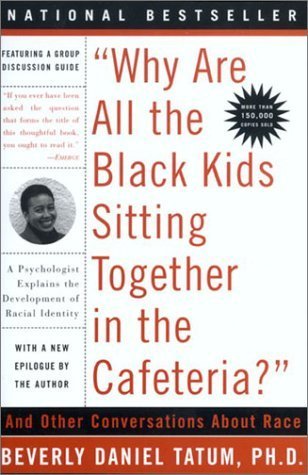 NATIONAL BESTSELLER
FEATURING A GROUP
DISCUSSION GUIDE
"If you ever have been
asked the question
that forms the title of
this thoughtful book,
you ought to read it."
—EMERGE
A Psychologist
Explains the
Development of
Racial Identity
WITH A NEW
EPILOGUE BY
THE AUTHOR
"Why Are
All the
Black Kids
Sitting
Together
in the
Cafeteria?"
MORE THAN
150,000
COPIES SOLD
And Other Conversations About Race
BEVERLY DANIEL TATUM, PH.D.